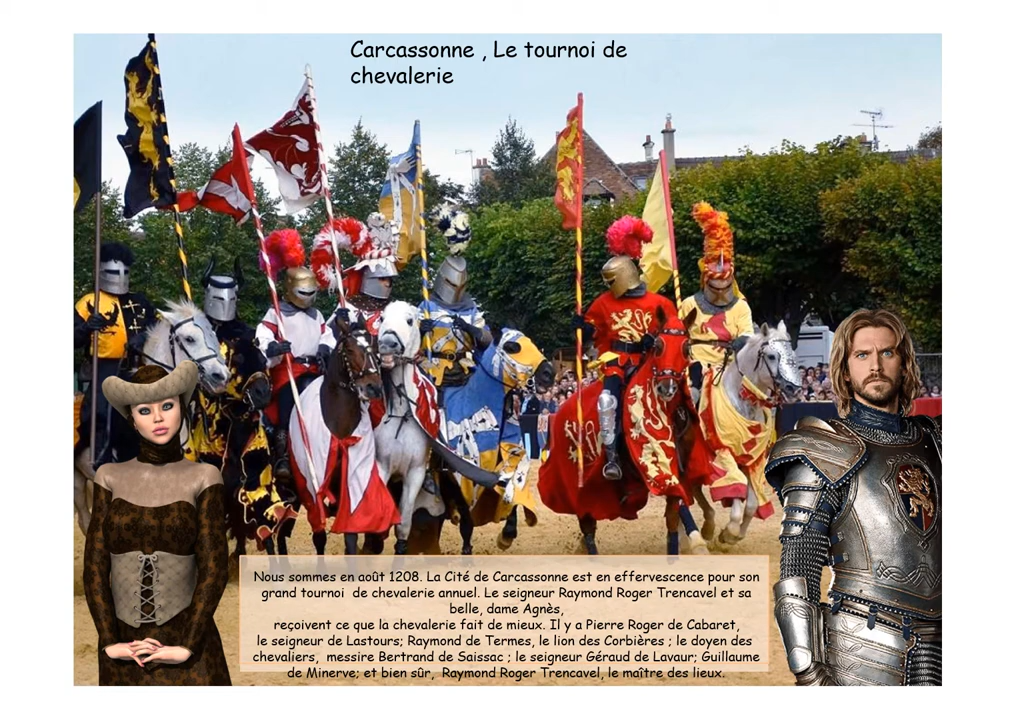 Carcassonne , Le tournoi de
chevalerie
Nous sommes en août 1208. La Cité de Carcassonne est en effervescence pour son
grand tournoi de chevalerie annuel. Le seigneur Raymond Roger Trencavel et sa
belle, dame Agnès,
reçoivent ce que la chevalerie fait de mieux. Il y a Pierre Roger de Cabaret,
le seigneur de Lastours; Raymond de Termes, le lion des Corbières ; le doyen des
chevaliers, messire Bertrand de Saissac ; le seigneur Géraud de Lavaur; Guillaume
de Minerve; et bien sûr, Raymond Roger Trencavel, le maître des lieux.